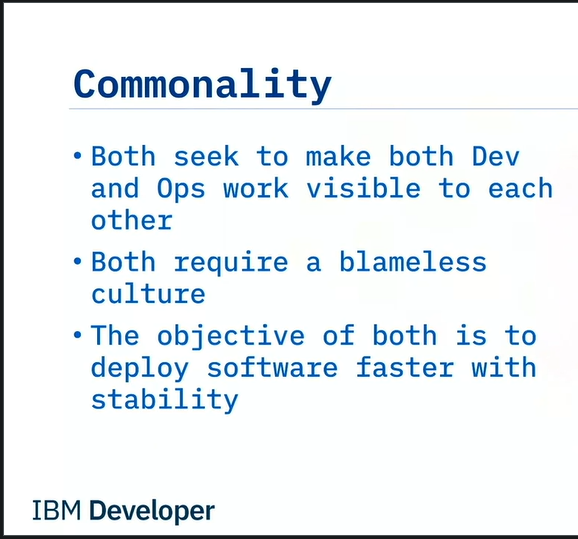 Commonality
• Both seek to make both Dev
and Ops work visible to each
other
• Both require a blameless
culture
• The objective of both is to
deploy software faster with
stability
IBM Developer